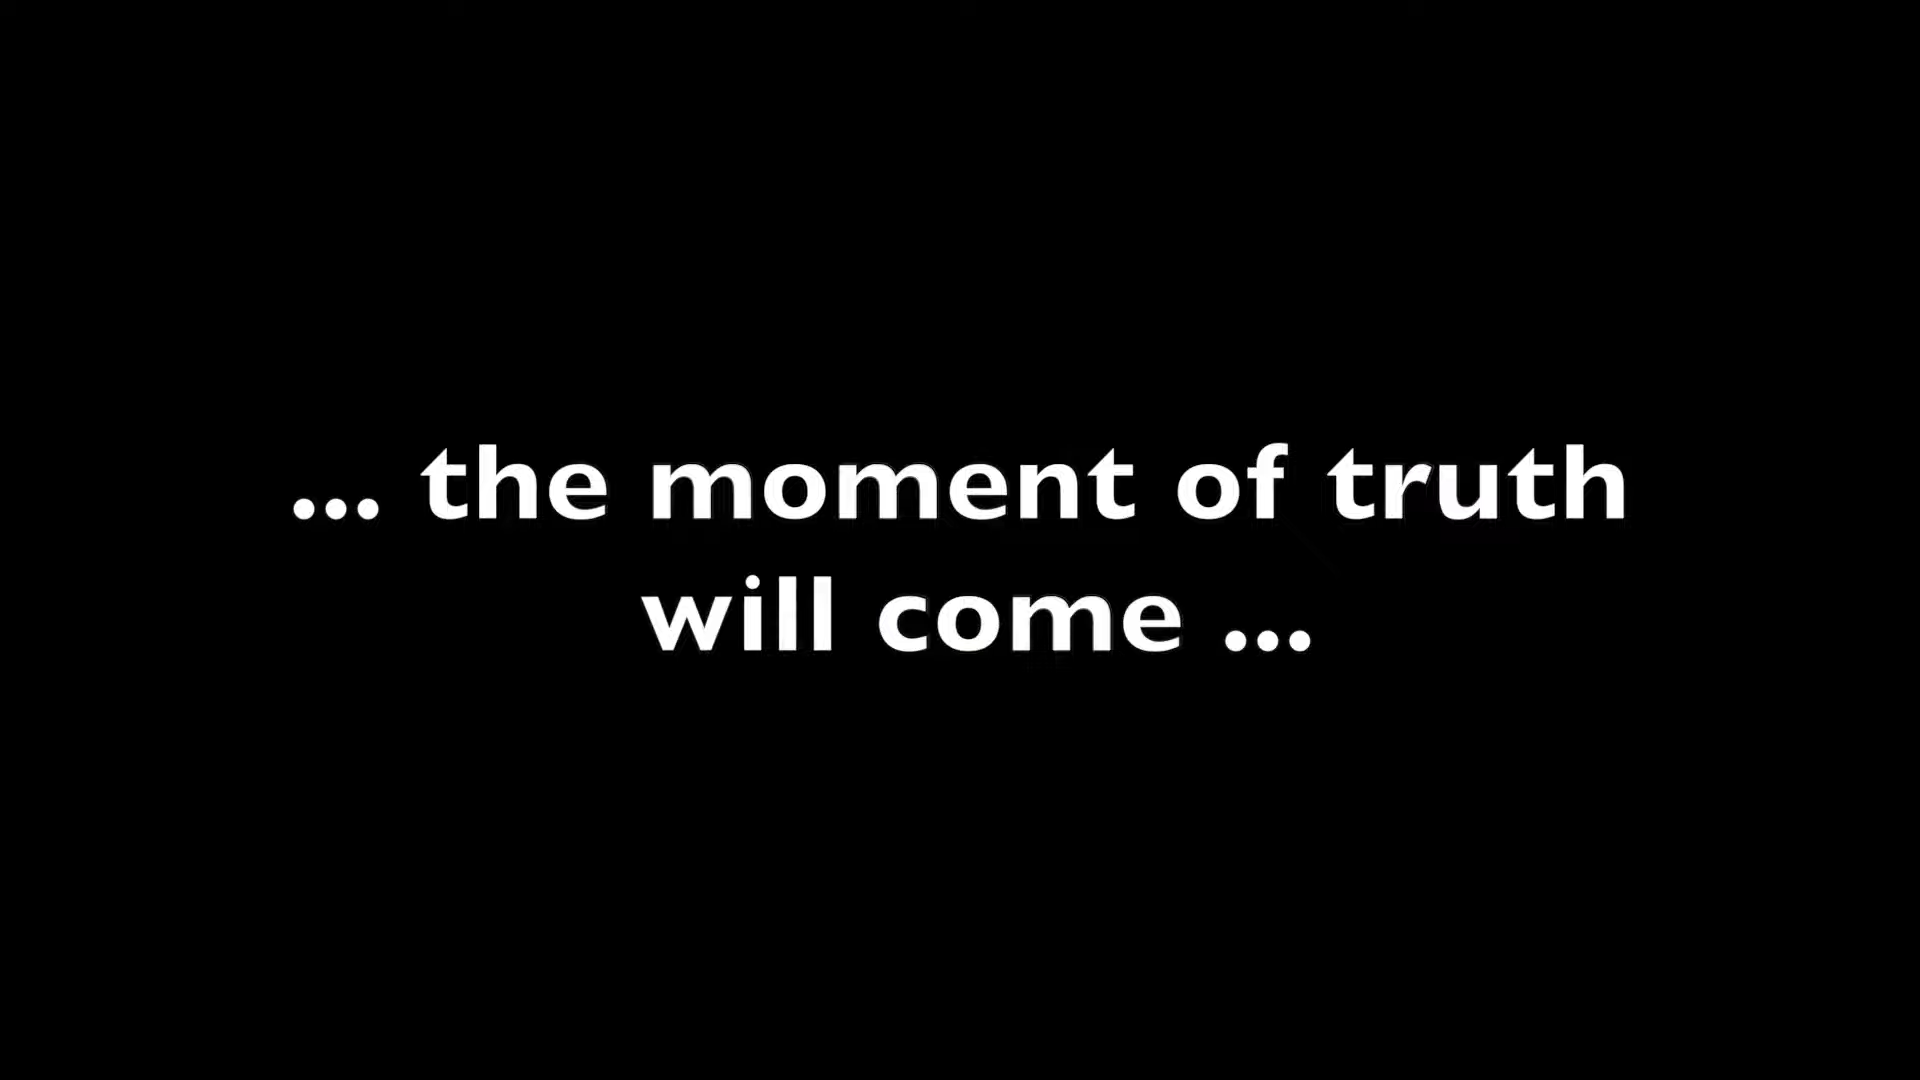 ... the moment of truth
will come ...